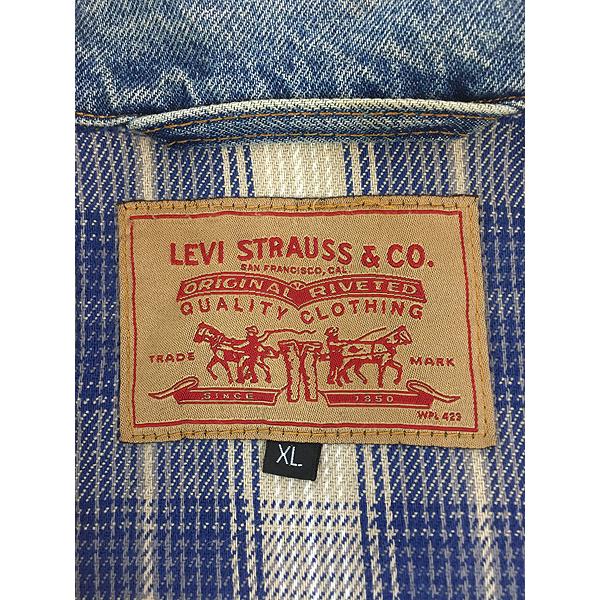 LEVI STRAUSS & CO.
SAN FRANCISCO, CAL.
ORIGINAL RIVETED
QUALITY CLOTHING
TRADE MARK
SINCE 1850
WPL 423
XL.